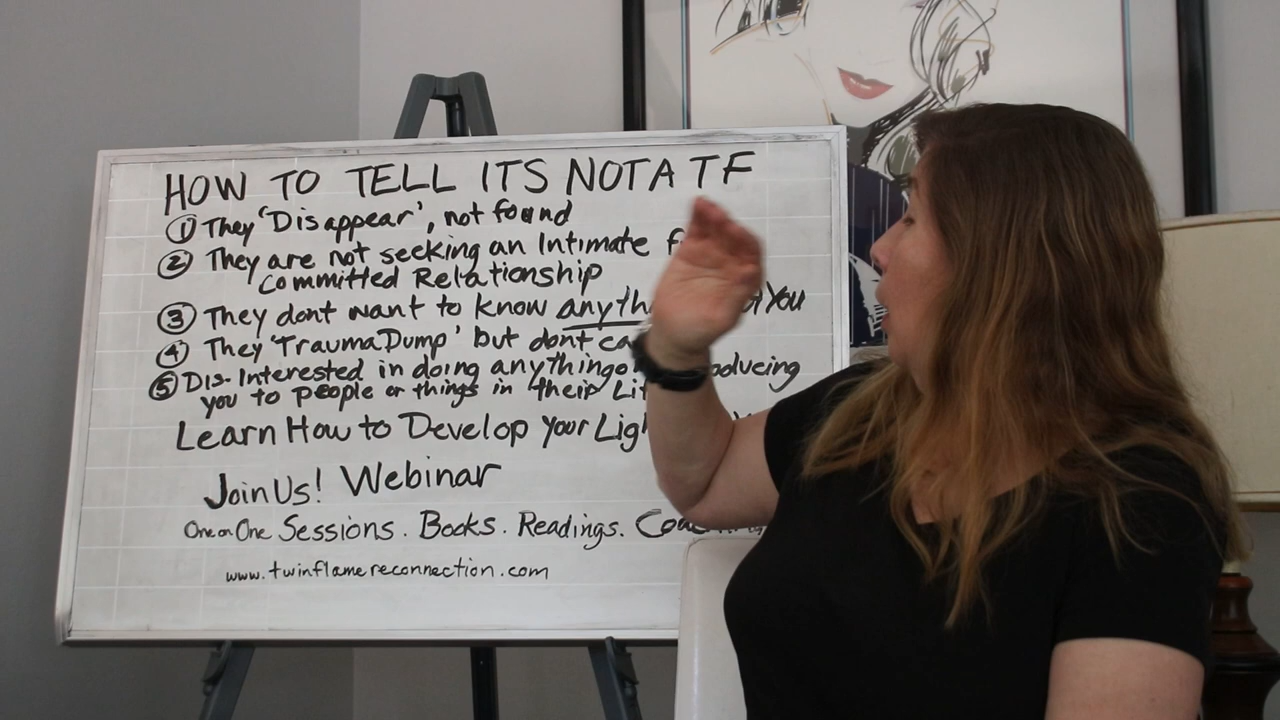 HOW TO TELL ITS NOT A TF
① They 'Disappear', not found
② They are not seeking an Intimate
Committed Relationship
③ They dont want to know You
④ They 'TraumaDump' but dont
⑤ Dis-Interested in doing anything
you to people or things in their
Learn How to Develop your
Join Us! Webinar
One on One Sessions. Books. Readings.
www.twinflamereconnection.com